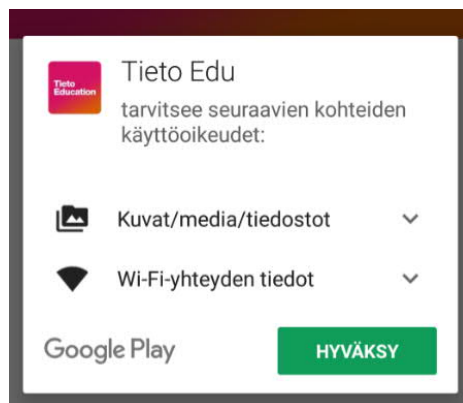 Tieto
Education
Tieto Edu
tarvitsee seuraavien kohteiden
käyttöoikeudet:
Kuvat/media/tiedostot
Wi-Fi-yhteyden tiedot
Google Play
HYVÄKSY